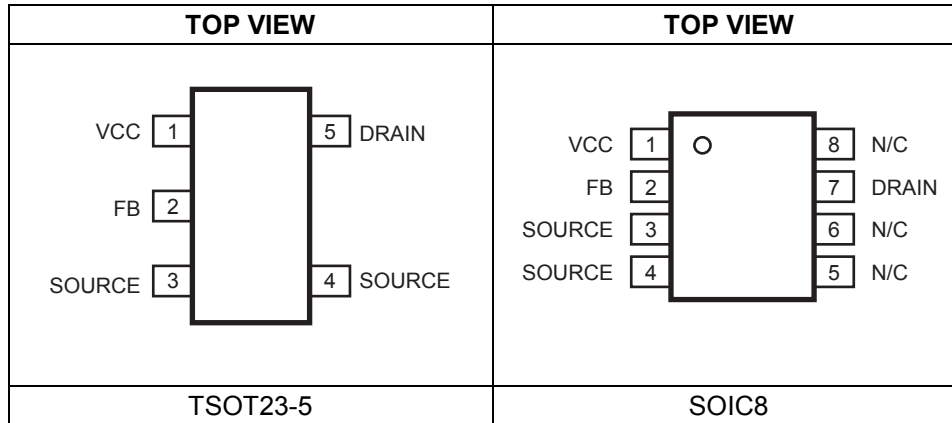 TOP VIEW
TOP VIEW
VCC 1 5 DRAIN
FB 2
SOURCE 3 4 SOURCE
VCC 1 8 N/C
FB 2 7 DRAIN
SOURCE 3 6 N/C
SOURCE 4 5 N/C
TSOT23-5
SOIC8